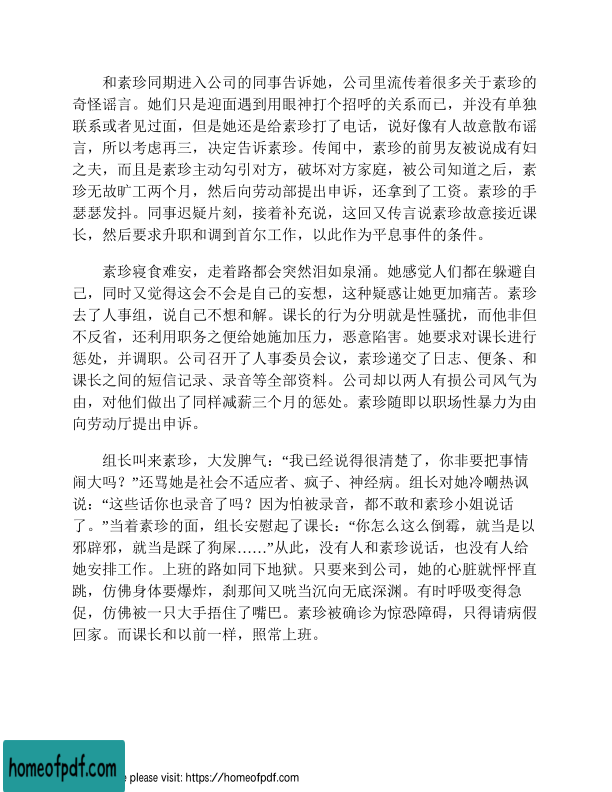 和素珍同期进入公司的同事告诉她，公司里流传着很多关于素珍的
奇怪谣言。她们只是迎面遇到用眼神打个招呼的关系而已，并没有单独
联系或者见过面，但是她还是给素珍打了电话，说好像有人故意散布谣
言，所以考虑再三，决定告诉素珍。传闻中，素珍的前男友被说成有妇
之夫，而且是素珍主动勾引对方，破坏对方家庭，被公司知道之后，素
珍无故旷工两个月，然后向劳动部提出申诉，还拿到了工资。素珍的手
瑟瑟发抖。同事迟疑片刻，接着补充说，这回又传言说素珍故意接近课
长，然后要求升职和调到首尔工作，以此作为平息事件的条件。
素珍寝食难安，走着路都会突然泪如泉涌。她感觉人们都在躲避自
己，同时又觉得这会不会是自己的妄想，这种疑惑让她更加痛苦。素珍
去了人事组，说自己不想和解。课长的行为分明就是性骚扰，而他非但
不反省，还利用职务之便给她施加压力，恶意陷害。她要求对课长进行
惩处，并调职。公司召开了人事委员会议，素珍递交了日志、便条、和
课长之间的短信记录、录音等全部资料。公司却以两人有损公司风气为
由，对他们做出了同样减薪三个月的惩处。素珍随即以职场性暴力为由
向劳动厅提出申诉。
组长叫来素珍，大发脾气：“我已经说得很清楚了，你非要把事情
闹大吗？”还骂她是社会不适应者、疯子、神经病。组长对她冷嘲热讽
说：“这些话你也录音了吗？因为怕被录音，都不敢和素珍小姐说话
了。”当着素珍的面，组长安慰起了课长：“你怎么这么倒霉，就当是以
邪辟邪，就当是踩了狗屎……”从此，没有人和素珍说话，也没有人给
她安排工作。上班的路如同下地狱。只要来到公司，她的心脏就怦怦直
跳，仿佛身体要爆炸，刹那间又咣当沉向无底深渊。有时呼吸变得急
促，仿佛被一只大手捂住了嘴巴。素珍被确诊为惊恐障碍，只得请病假
回家。而课长和以前一样，照常上班。
homeofpdf.com
e please visit: https://homeofpdf.com